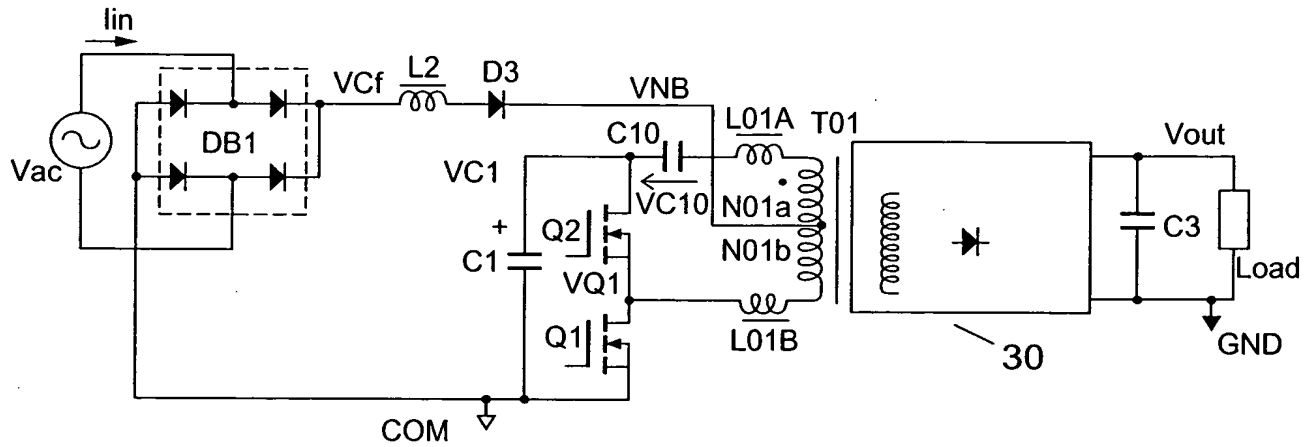 Iin
Vac
DB1
VCf
L2
D3
VNB
C10
L01A
T01
VC1
VC10
N01a
N01b
+
C1
Q2
VQ1
Q1
L01B
COM
30
Vout
C3
Load
GND